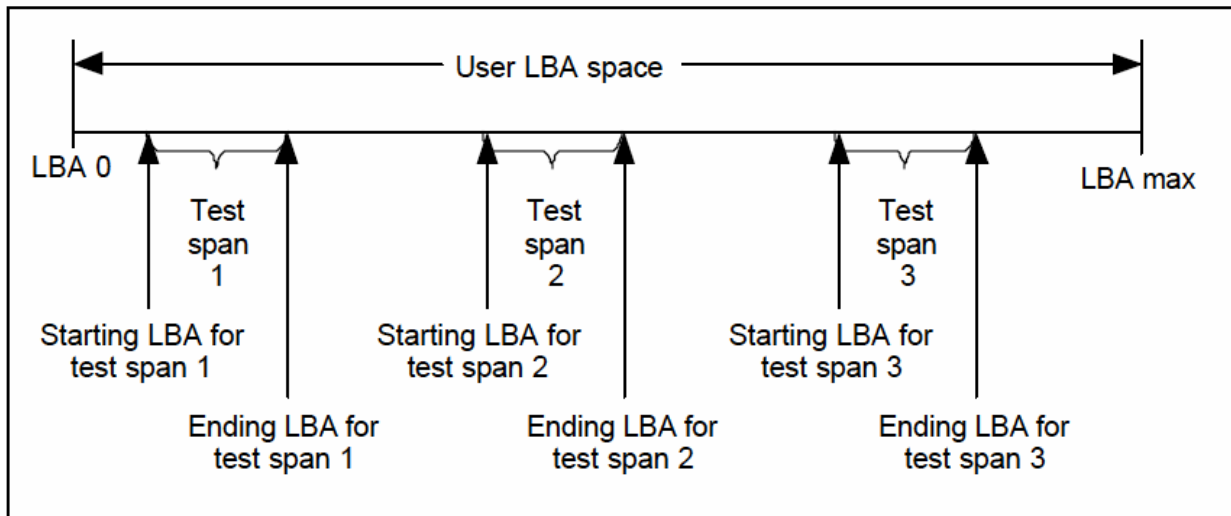 User LBA space
LBA 0
LBA max
Test
span
1
Test
span
2
Test
span
3
Starting LBA for
test span 1
Starting LBA for
test span 2
Starting LBA for
test span 3
Ending LBA for
test span 1
Ending LBA for
test span 2
Ending LBA for
test span 3